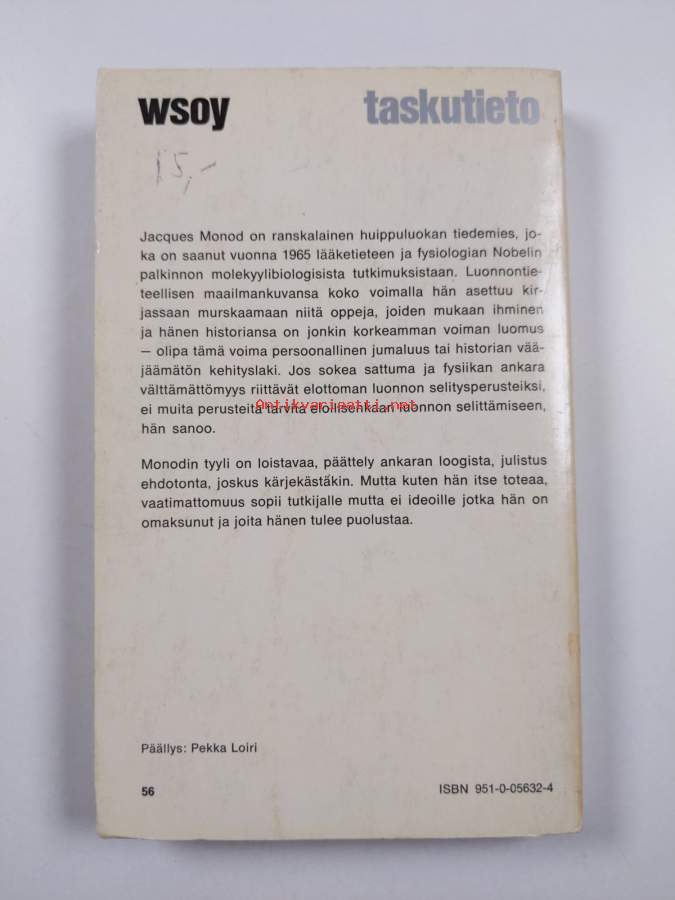 wsoy taskutieto
15,-
Jacques Monod on ranskalainen huippuluokan tiedemies, jo-
ka on saanut vuonna 1965 lääketieteen ja fysiologian Nobelin
palkinnon molekyylibiologisista tutkimuksistaan. Luonnontie-
teellisen maailmankuvansa koko voimalla hän asettuu kir-
jassaan murskaamaan niitä oppeja, joiden mukaan ihminen
ja hänen historiansa on jonkin korkeamman voiman luomus
— olipa tämä voima persoonallinen jumaluus tai historian vää-
jäämätön kehityslaki. Jos sokea sattuma ja fysiikan ankara
välttämättömyys riittävät elottoman luonnon selitysperusteiksi,
ei muita perusteita tarvita elollisenkaan luonnon selittämiseen,
hän sanoo.
Antikvariaatti.net
Monodin tyyli on loistavaa, päättely ankaran loogista, julistus
ehdotonta, joskus kärjekästäkin. Mutta kuten hän itse toteaa,
vaatimattomuus sopii tutkijalle mutta ei ideoille jotka hän on
omaksunut ja joita hänen tulee puolustaa.
Päällys: Pekka Loiri
56 ISBN 951-0-05632-4